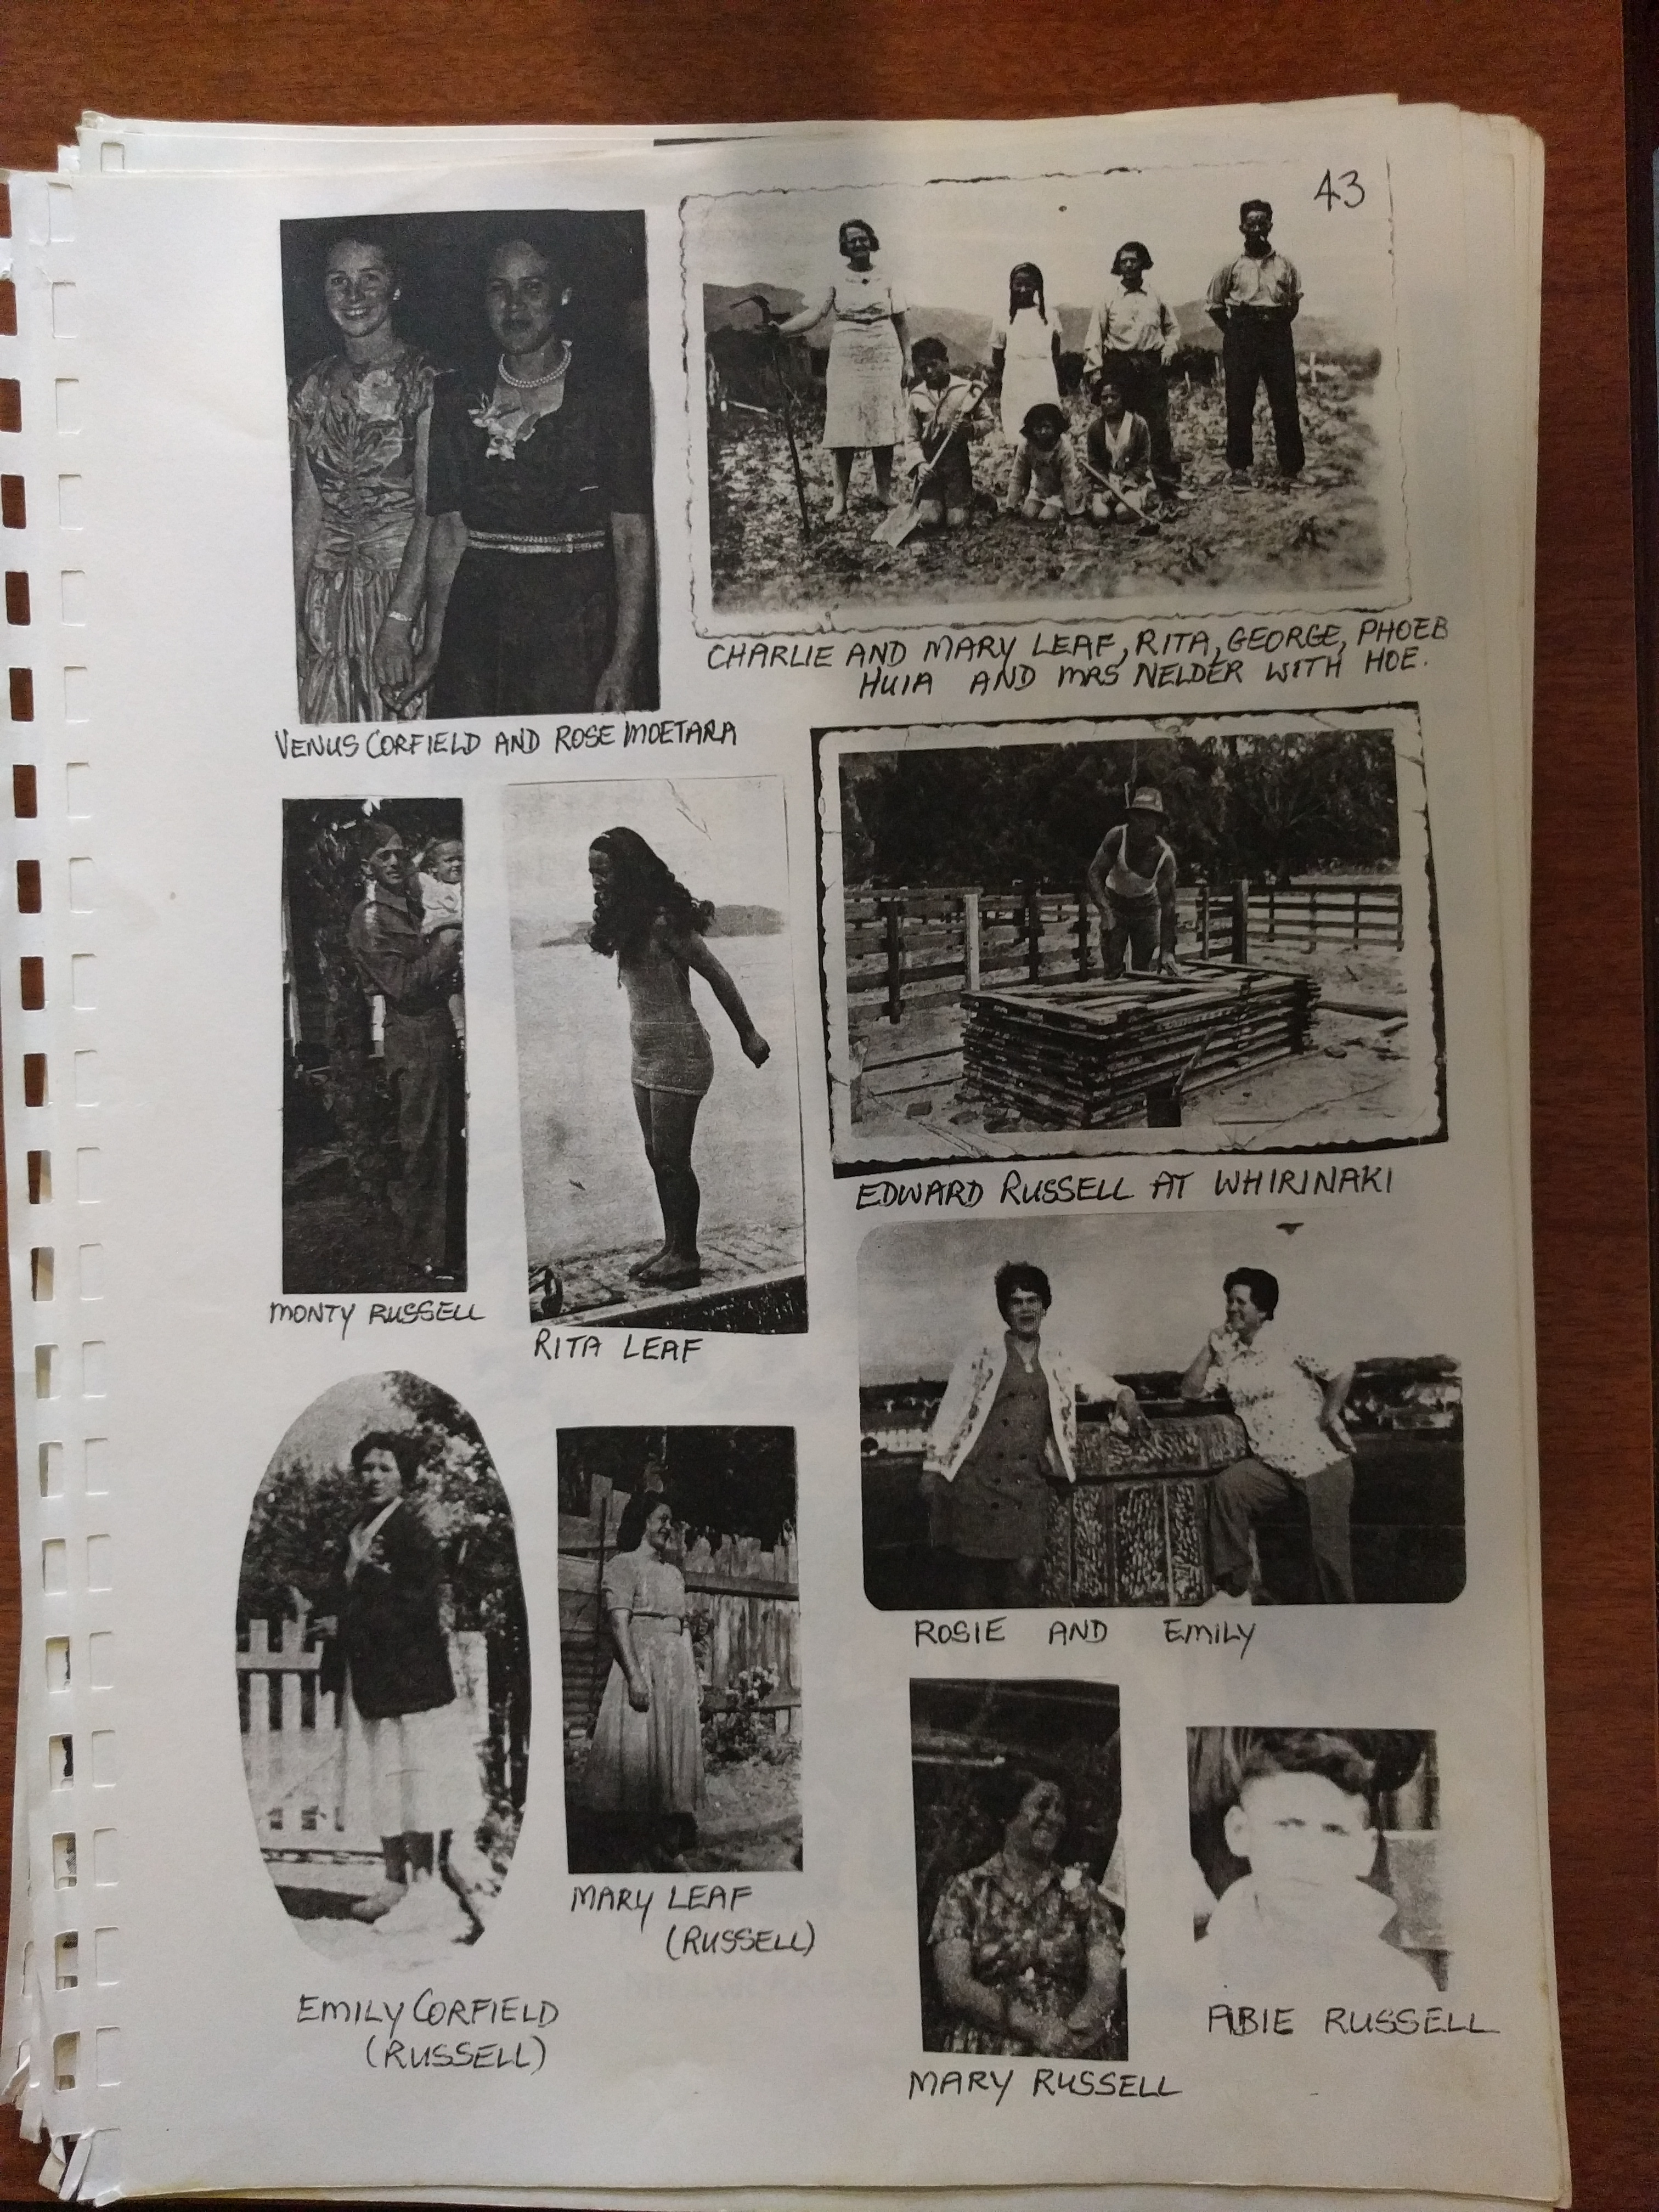 43
CHARLIE AND MARY LEAF, RITA, GEORGE, PHOEB
HUIA AND MRS NELDER WITH HOE.
VENUS CORFIELD AND ROSE MOETARA
EDWARD RUSSELL AT WHIRINAKI
MONTY RUSSELL
RITA LEAF
ROSIE AND EMILY
MARY LEAF
(RUSSELL)
EMILY CORFIELD
(RUSSELL)
ABIE RUSSELL
MARY RUSSELL